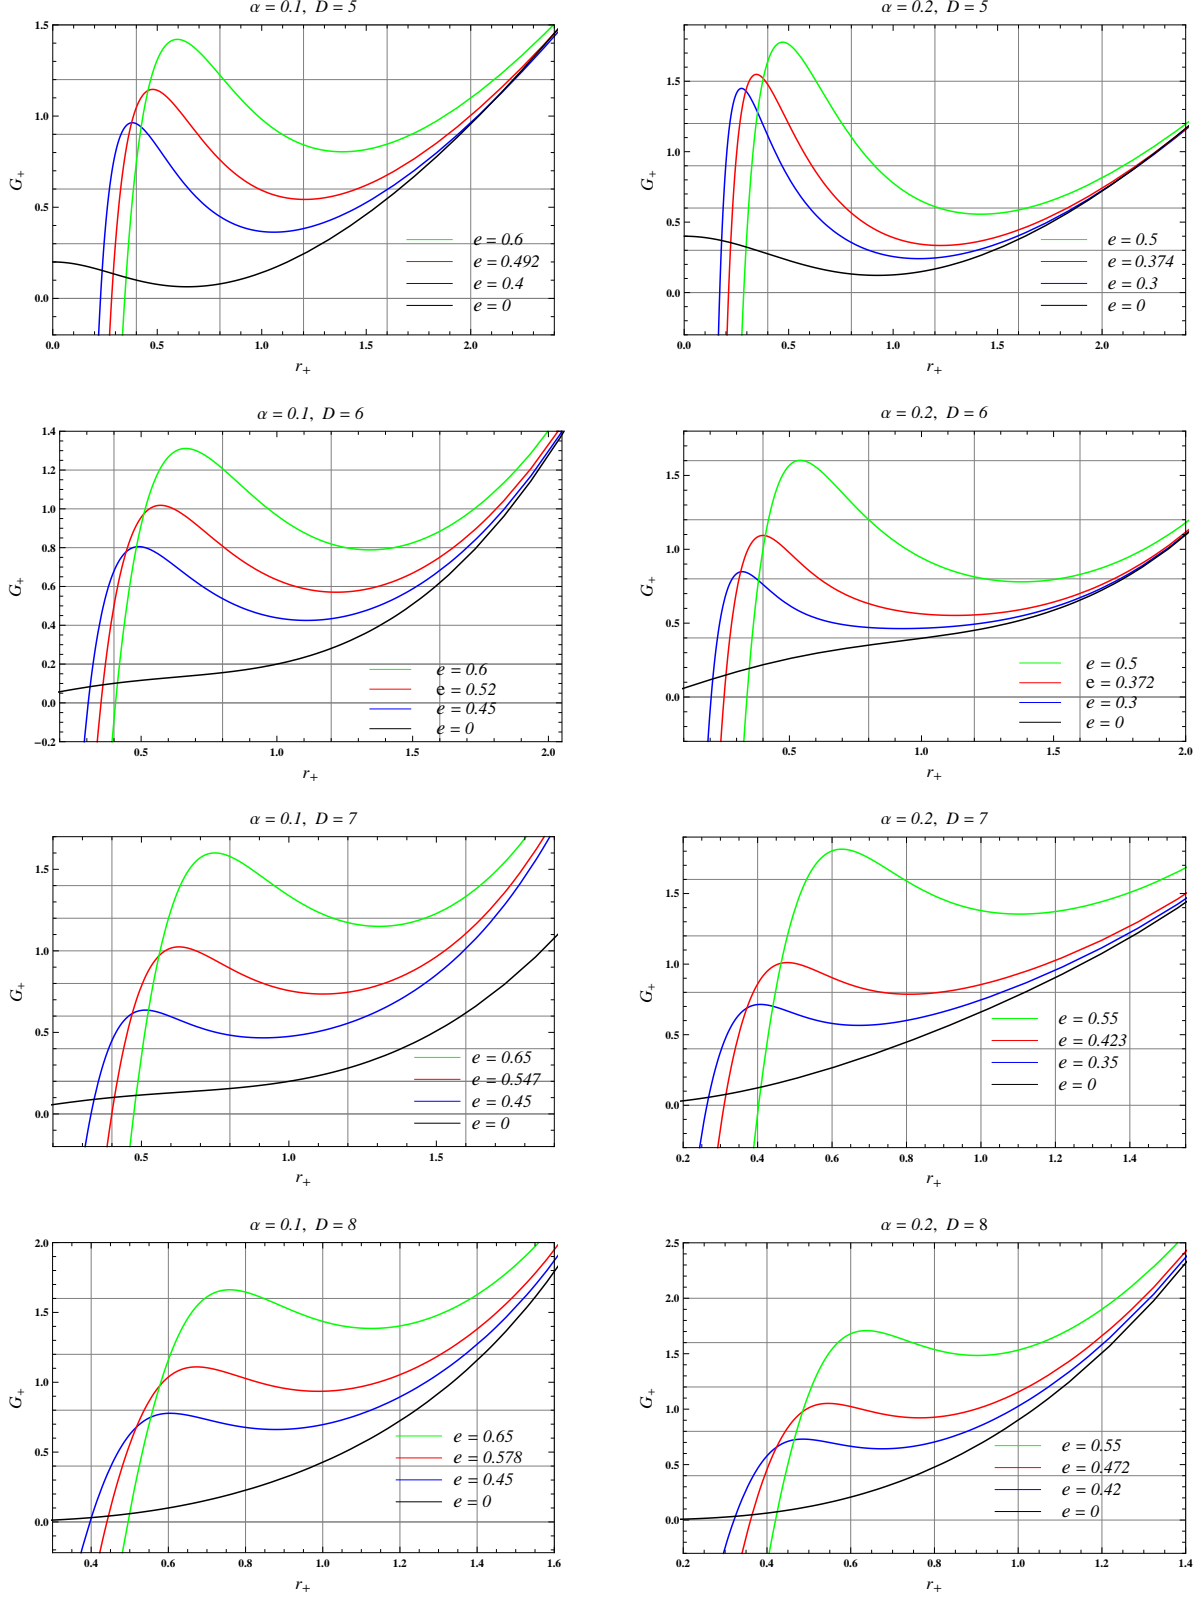 α = 0.1, D = 5
1.5
1.0
0.5
0.0
G+
e = 0.6
e = 0.492
e = 0.4
e = 0
0.0 0.5 1.0 1.5 2.0
r+
α = 0.2, D = 5
1.5
1.0
0.5
0.0
G+
e = 0.5
e = 0.374
e = 0.3
e = 0
0.0 0.5 1.0 1.5 2.0
r+
α = 0.1, D = 6
1.4
1.2
1.0
0.8
0.6
0.4
0.2
0.0
−0.2
G+
e = 0.6
e = 0.52
e = 0.45
e = 0
0.5 1.0 1.5 2.0
r+
α = 0.2, D = 6
1.5
1.0
0.5
0.0
G+
e = 0.5
e = 0.372
e = 0.3
e = 0
0.5 1.0 1.5 2.0
r+
α = 0.1, D = 7
1.5
1.0
0.5
0.0
G+
e = 0.65
e = 0.547
e = 0.45
e = 0
0.5 1.0 1.5
r+
α = 0.2, D = 7
1.5
1.0
0.5
0.0
G+
e = 0.55
e = 0.423
e = 0.35
e = 0
0.2 0.4 0.6 0.8 1.0 1.2 1.4
r+
α = 0.1, D = 8
2.0
1.5
1.0
0.5
0.0
G+
e = 0.65
e = 0.578
e = 0.45
e = 0
0.4 0.6 0.8 1.0 1.2 1.4 1.6
r+
α = 0.2, D = 8
2.5
2.0
1.5
1.0
0.5
0.0
G+
e = 0.55
e = 0.472
e = 0.42
e = 0
0.2 0.4 0.6 0.8 1.0 1.2 1.4
r+